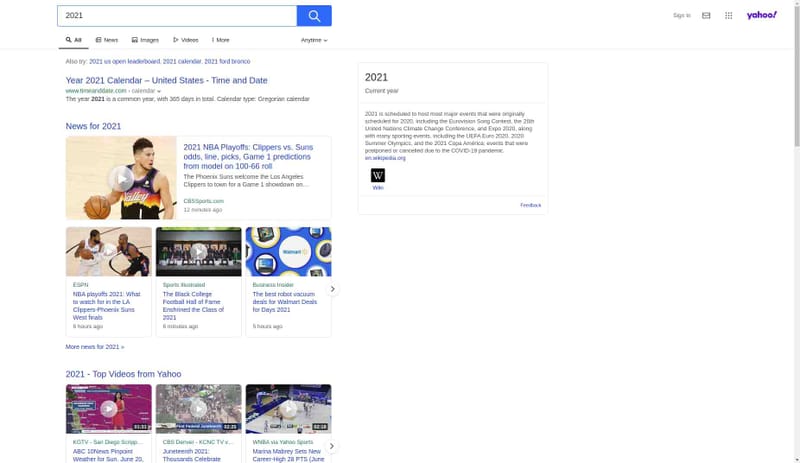 2021
Sign in
yahoo!
All
News
Images
Videos
More
Anytime
Also try: 2021 us open leaderboard, 2021 calendar, 2021 ford bronco
Year 2021 Calendar – United States - Time and Date
www.timeanddate.com › calendar
The year 2021 is a common year, with 365 days in total. Calendar type: Gregorian calendar
News for 2021
2021 NBA Playoffs: Clippers vs. Suns
odds, line, picks, Game 1 predictions
from model on 100-66 roll
The Phoenix Suns welcome the Los Angeles
Clippers to town for a Game 1 showdown on…
CBSSports.com
12 minutes ago
Valley
Walmart
ESPN
NBA playoffs 2021: What
to watch for in the LA
Clippers-Phoenix Suns
West finals
6 hours ago
Sports Illustrated
The Black College
Football Hall of Fame
Enshrined the Class of
2021
6 minutes ago
Business Insider
The best robot vacuum
deals for Walmart Deals
for Days 2021
5 hours ago
More news for 2021 »
2021 - Top Videos from Yahoo
01:31
First Federal Juneteenth
02:21
02:18
KGTV - San Diego Scripp...
ABC 10News Pinpoint
Weather for Sun. June 20,
CBS Denver - KCNC TV v...
Juneteenth 2021:
Thousands Celebrate
WNBA via Yahoo Sports
Marina Mabrey Sets New
Career-High 28 PTS (June
2021
Current year
2021 is scheduled to host most major events that were originally
scheduled for 2020, including the Eurovision Song Contest, the 26th
United Nations Climate Change Conference, and Expo 2020, along
with many sporting events, including the UEFA Euro 2020, 2020
Summer Olympics, and the 2021 Copa América; events that were
postponed or canceled due to the COVID-19 pandemic.
en.wikipedia.org
W
Wiki
Feedback